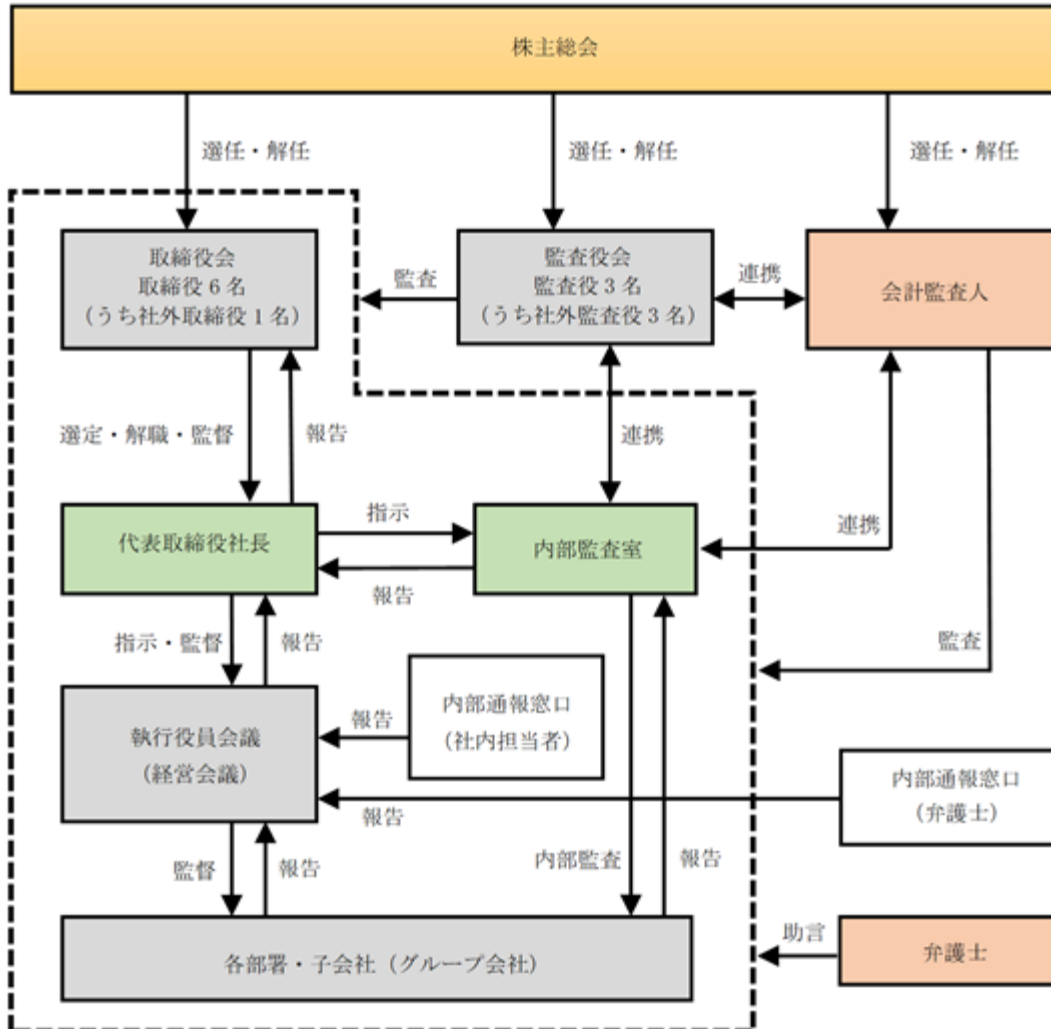 株主総会
選任・解任
選任・解任
選任・解任
取締役会
取締役6名
（うち社外取締役1名）
監査
監査役会
監査役3名
（うち社外監査役3名）
連携
会計監査人
選定・解職・監督
報告
連携
代表取締役社長
指示
報告
内部監査室
連携
指示・監督
報告
監査
執行役員会議
（経営会議）
報告
内部通報窓口
（社内担当者）
報告
内部通報窓口
（弁護士）
監督
報告
内部監査
報告
各部署・子会社（グループ会社）
助言
弁護士